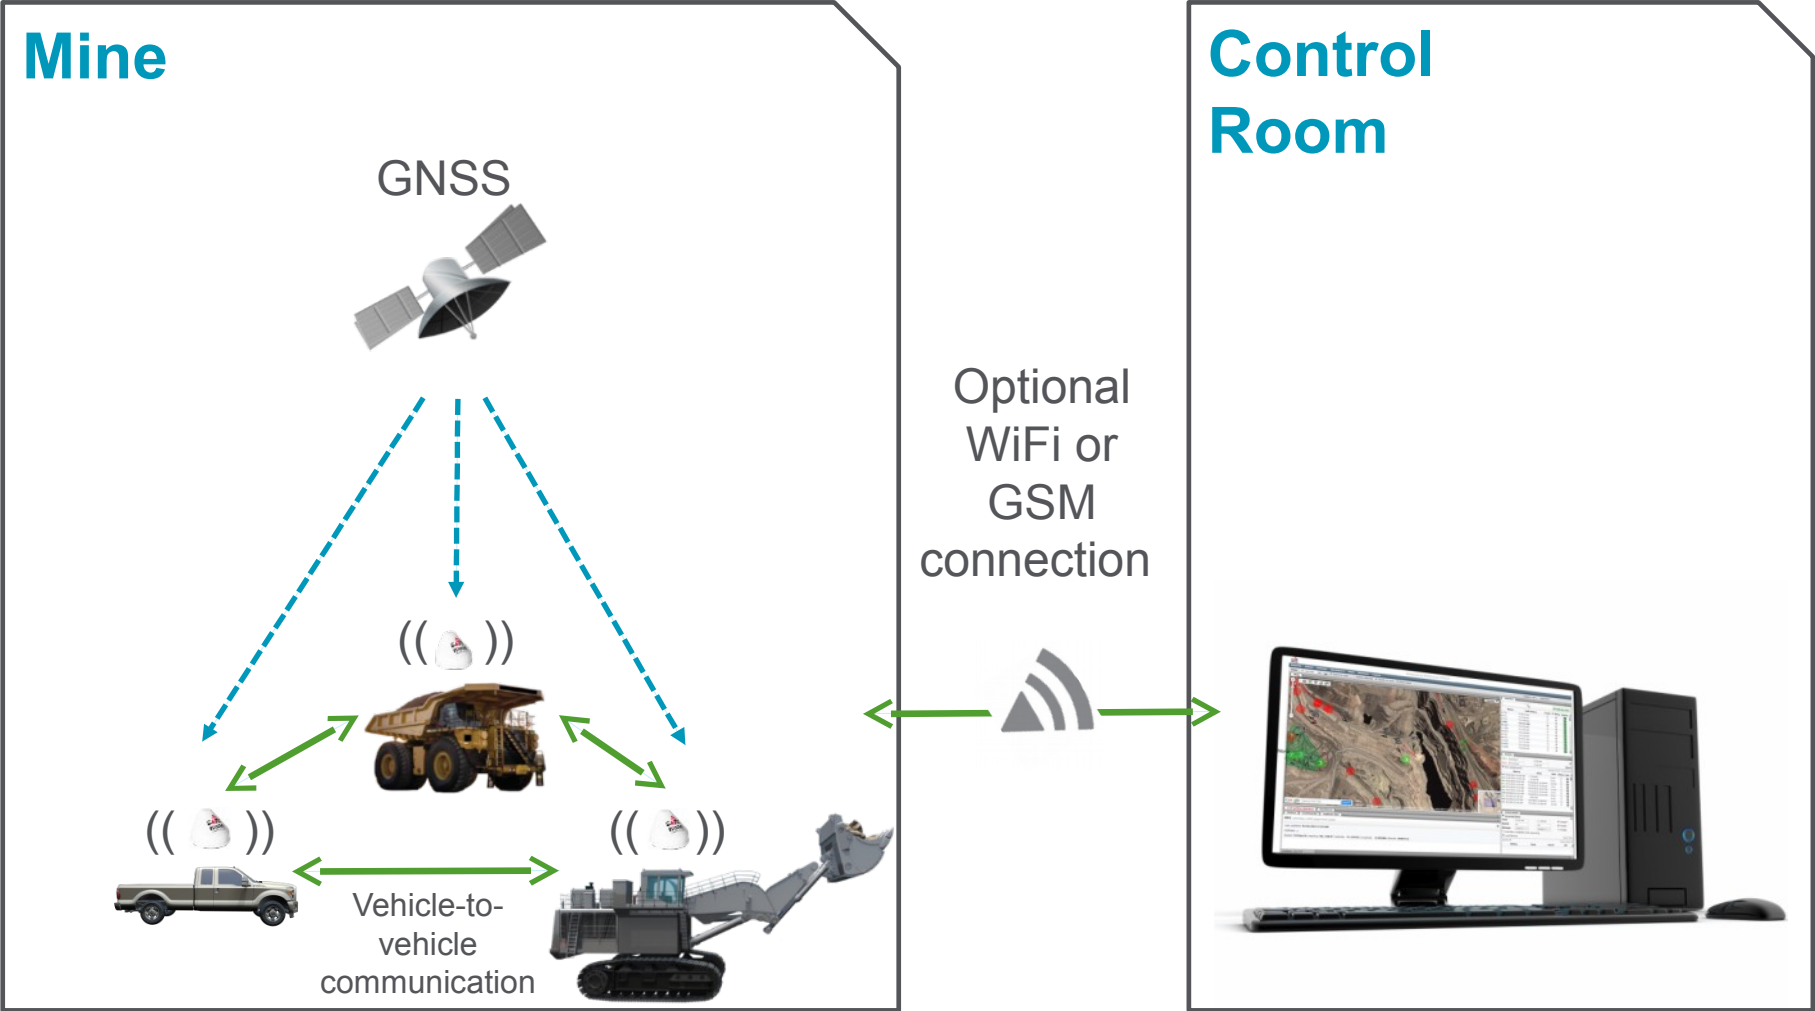 Mine
Control
Room
GNSS
Optional
WiFi or
GSM
connection
Vehicle-to-
vehicle
communication